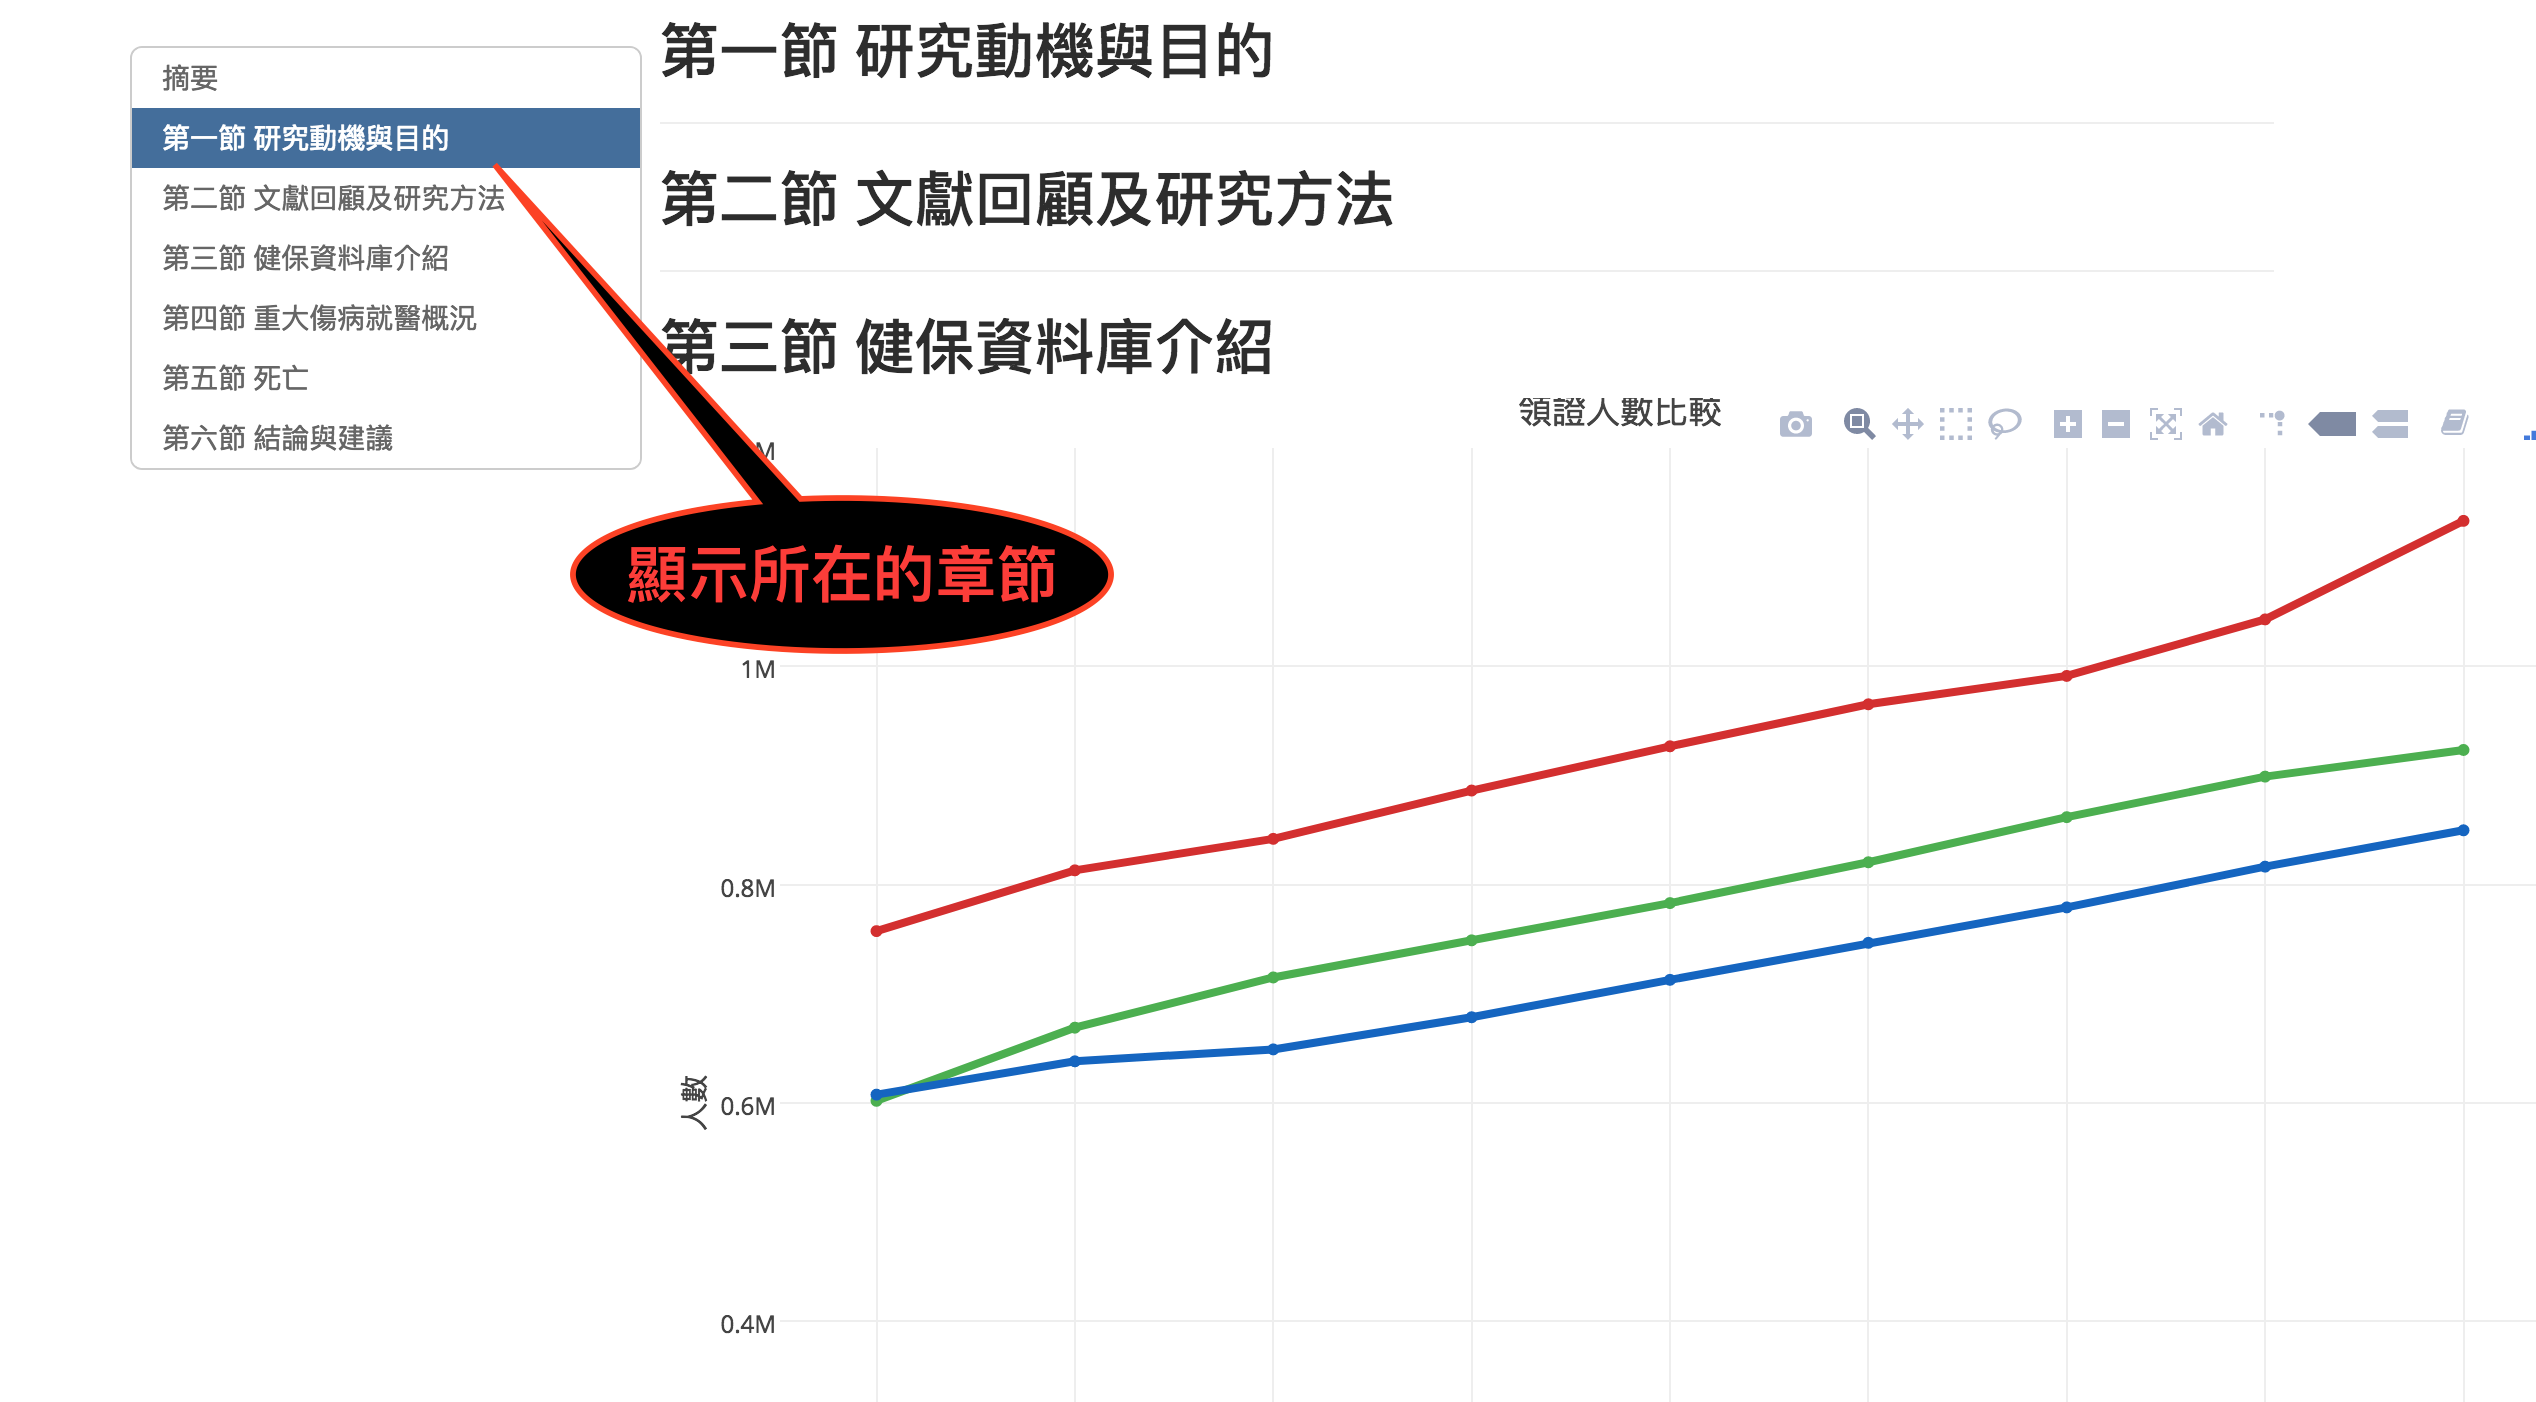 摘要
第一節 研究動機與目的
第二節 文獻回顧及研究方法
第三節 健保資料庫介紹
第四節 重大傷病就醫概況
第五節 死亡
第六節 結論與建議
第一節 研究動機與目的
第二節 文獻回顧及研究方法
第三節 健保資料庫介紹
顯示所在的章節
領證人數比較
1M
0.8M
0.6M
0.4M
人數